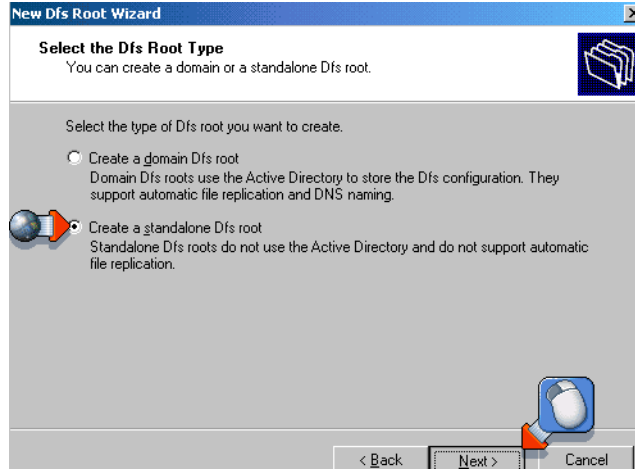 New Dfs Root Wizard
Select the Dfs Root Type
You can create a domain or a standalone Dfs root.
Select the type of Dfs root you want to create.
Create a domain Dfs root
Domain Dfs roots use the Active Directory to store the Dfs configuration. They
support automatic file replication and DNS naming.
Create a standalone Dfs root
Standalone Dfs roots do not use the Active Directory and do not support automatic
file replication.
< Back
Next >
Cancel